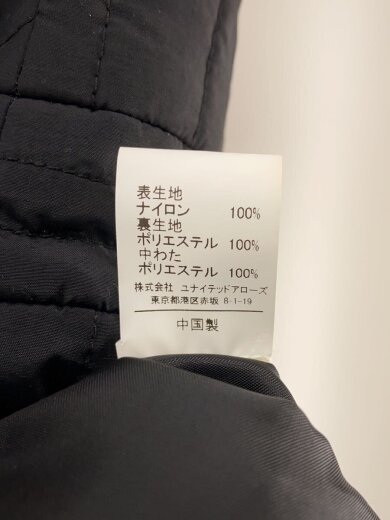 表生地
ナイロン 100%
裏生地
ポリエステル 100%
中わた
ポリエステル 100%
株式会社 ユナイテッドアローズ
東京都港区赤坂 8-1-19
中国製